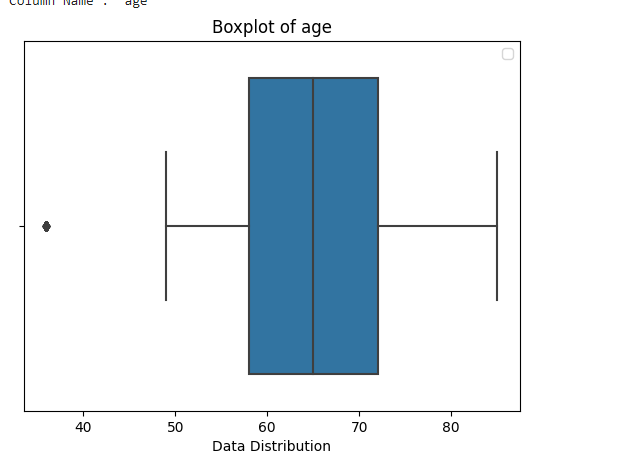 Column Name : age
Boxplot of age
40 50 60 70 80
Data Distribution